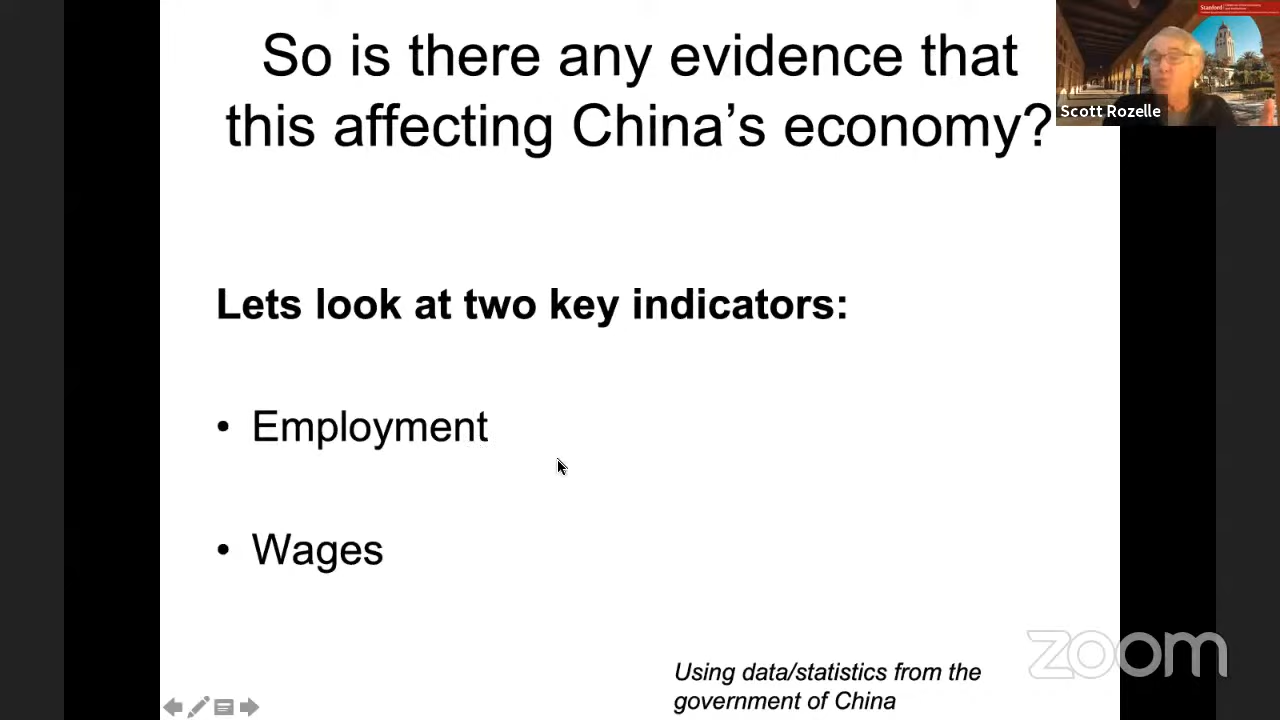 So is there any evidence that
this affecting China's economy?
Stanford
Scott Rozelle
Lets look at two key indicators:
• Employment
• Wages
Using data/statistics from the
government of China
zoom